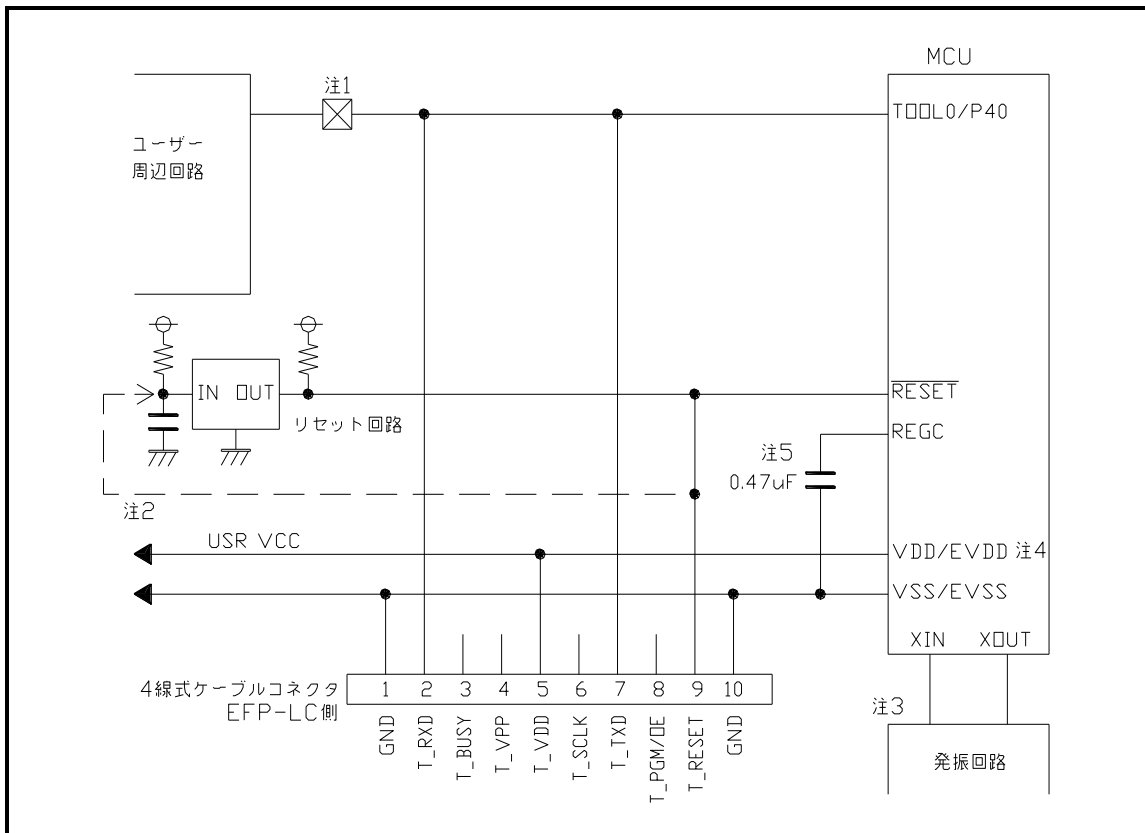 MCU
注1
TOOL0/P40
ユーザー
周辺回路
IN OUT
リセット回路
RESET
REGC
注5
0.47uF
注2
USR VCC
VDD/EVDD 注4
VSS/EVSS
XIN XOUT
4線式ケーブルコネクタ
EFP-LC側
1 2 3 4 5 6 7 8 9 10
GND
T_RXD
T_BUSY
T_VPP
T_VDD
T_SCLK
T_TXD
T_PGM/OE
T_RESET
GND
注3
発振回路